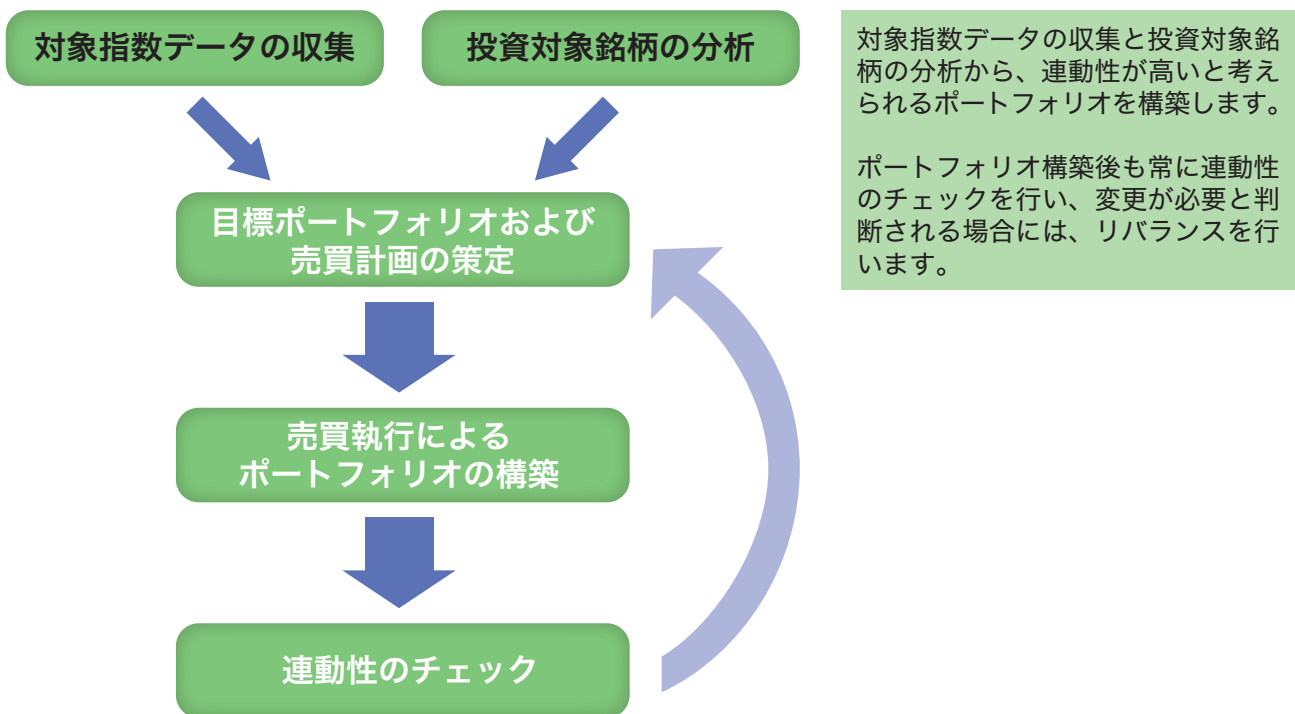 対象指数データの収集
投資対象銘柄の分析
目標ポートフォリオおよび
売買計画の策定
売買執行による
ポートフォリオの構築
連動性のチェック
対象指数データの収集と投資対象銘
柄の分析から、連動性が高いと考え
られるポートフォリオを構築します。
ポートフォリオ構築後も常に連動性
のチェックを行い、変更が必要と判
断される場合には、リバランスを行
います。